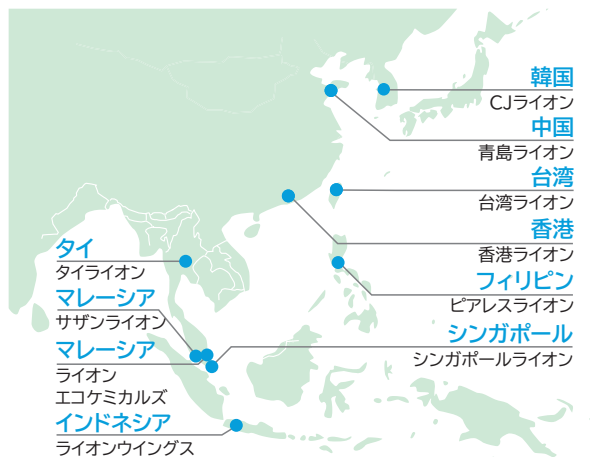 韓国
CJライオン
中国
青島ライオン
台湾
台湾ライオン
香港
香港ライオン
フィリピン
ピアレスライオン
シンガポール
シンガポールライオン
タイ
タイライオン
マレーシア
サザンライオン
マレーシア
ライオン
エコケミカルズ
インドネシア
ライオンウイングス